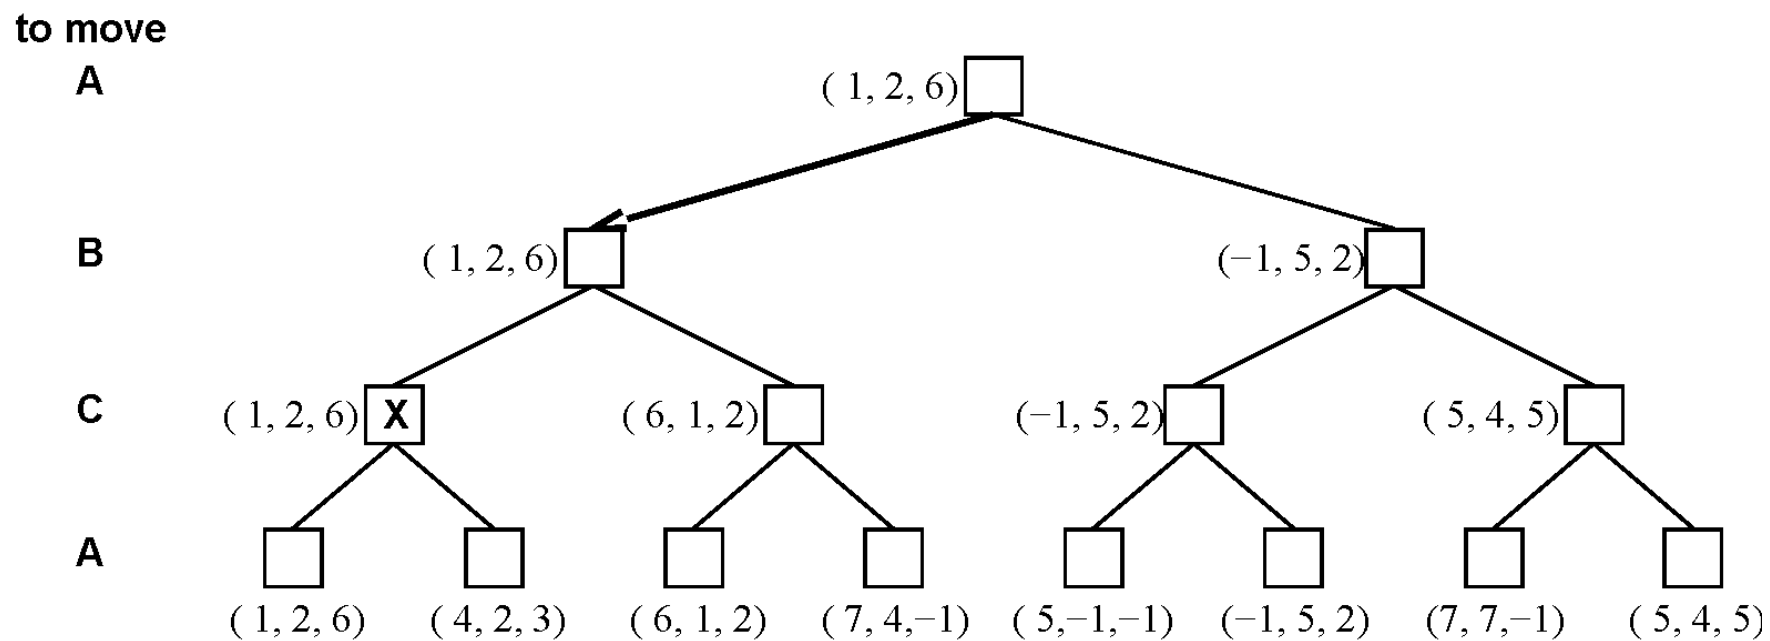 to move
A ( 1, 2, 6)
B ( 1, 2, 6) (−1, 5, 2)
C ( 1, 2, 6) X ( 6, 1, 2) (−1, 5, 2) ( 5, 4, 5)
A
( 1, 2, 6) ( 4, 2, 3) ( 6, 1, 2) ( 7, 4,−1) ( 5,−1,−1) (−1, 5, 2) (7, 7,−1) ( 5, 4, 5)